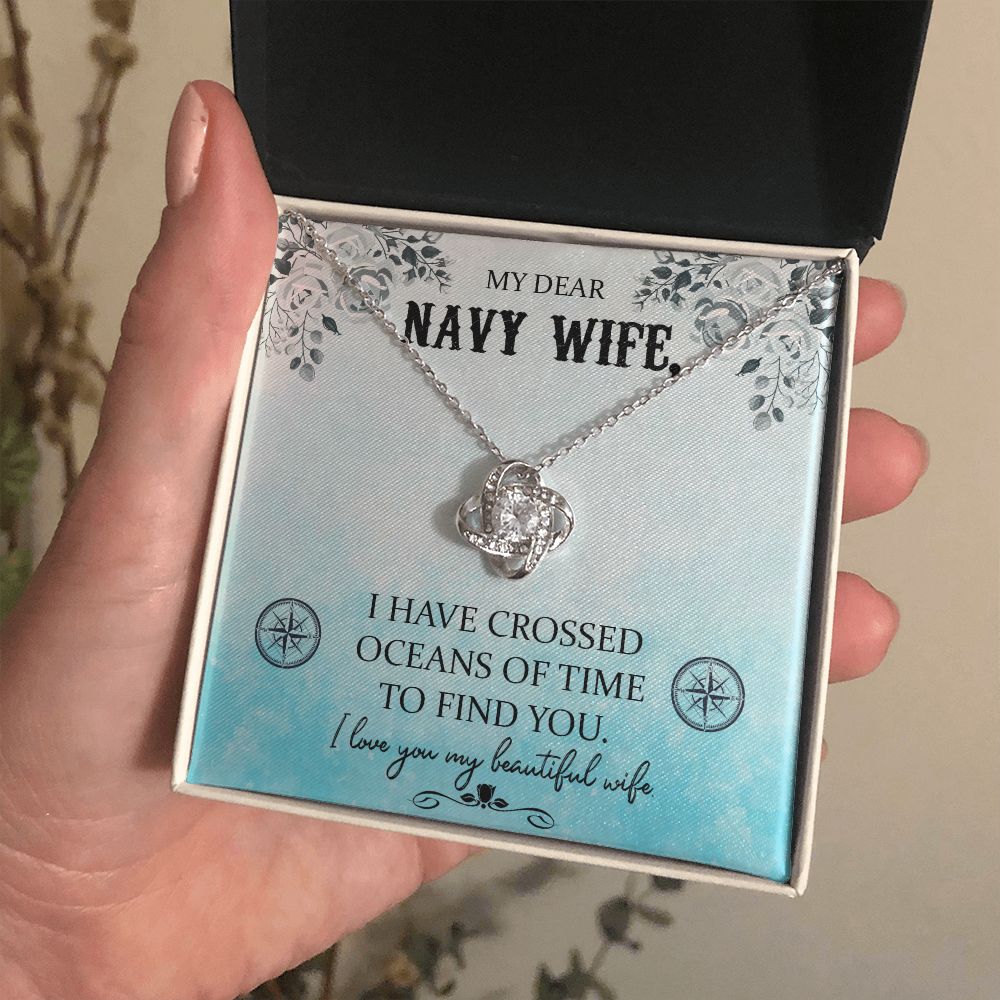 MY DEAR
NAVY WIFE,
I HAVE CROSSED
OCEANS OF TIME
TO FIND YOU.
I love you my beautiful wife.